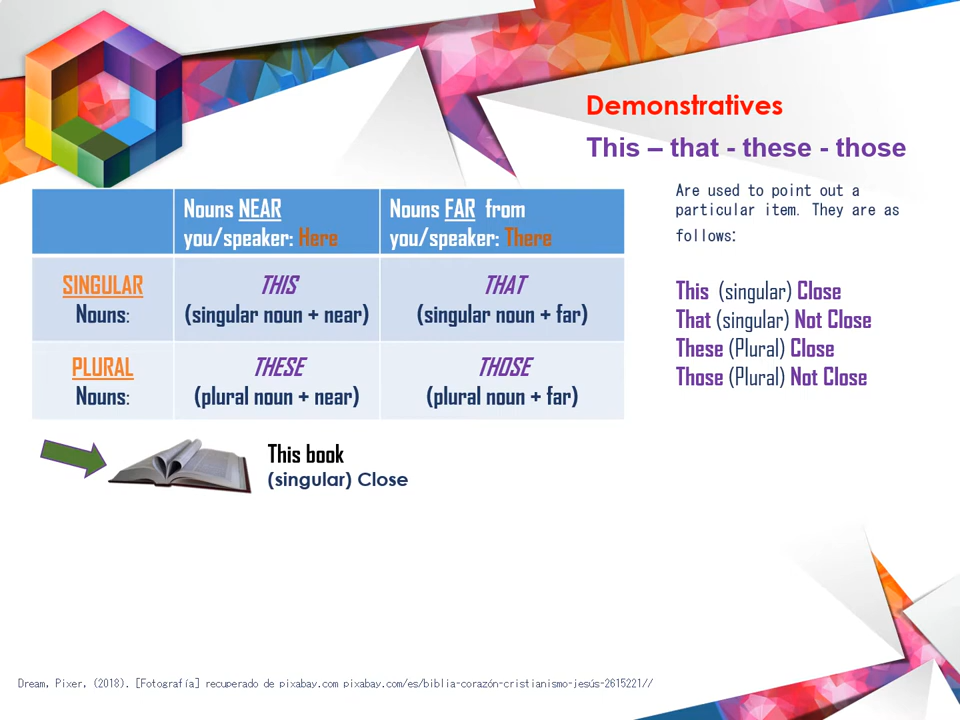 Demonstratives
This – that - these - those
Are used to point out a
particular item. They are as
follows:
Nouns NEAR
you/speaker: Here
Nouns FAR from
you/speaker: There
SINGULAR
Nouns:
THIS
(singular noun + near)
THAT
(singular noun + far)
PLURAL
Nouns:
THESE
(plural noun + near)
THOSE
(plural noun + far)
This (singular) Close
That (singular) Not Close
These (Plural) Close
Those (Plural) Not Close
This book
(singular) Close
Dream, Pixer, (2018). [Fotografía] recuperado de pixabay.com pixabay.com/es/biblia-corazón-cristianismo-jesús-2615221//